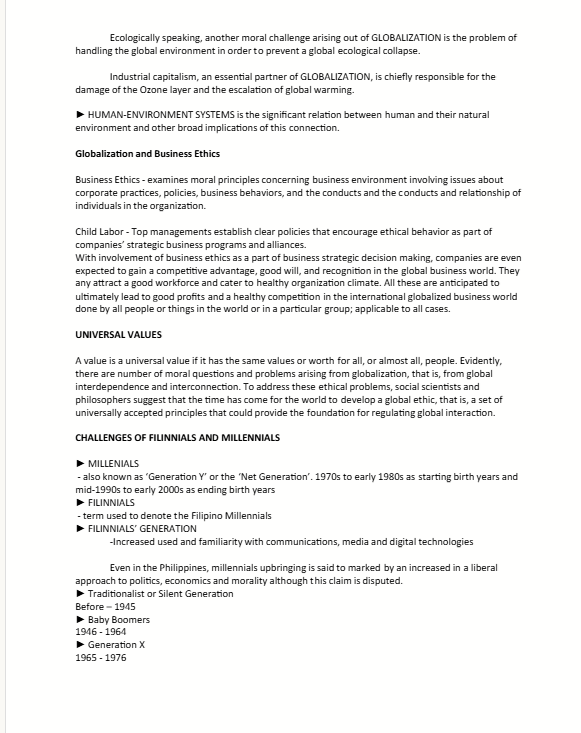 Ecologically speaking, another moral challenge arising out of GLOBALIZATION is the problem of
handling the global environment in order to prevent a global ecological collapse.
Industrial capitalism, an essential partner of GLOBALIZATION, is chiefly responsible for the
damage of the Ozone layer and the escalation of global warming.
► HUMAN-ENVIRONMENT SYSTEMS is the significant relation between human and their natural
environment and other broad implications of this connection.
Globalization and Business Ethics
Business Ethics - examines moral principles concerning business environment involving issues about
corporate practices, policies, business behaviors, and the conducts and the conducts and relationship of
individuals in the organization.
Child Labor - Top managements establish clear policies that encourage ethical behavior as part of
companies' strategic business programs and alliances.
With involvement of business ethics as a part of business strategic decision making, companies are even
expected to gain a competitive advantage, good will, and recognition in the global business world. They
any attract a good workforce and cater to healthy organization climate. All these are anticipated to
ultimately lead to good profits and a healthy competition in the international globalized business world
done by all people or things in the world or in a particular group; applicable to all cases.
UNIVERSAL VALUES
A value is a universal value if it has the same values or worth for all, or almost all, people. Evidently,
there are number of moral questions and problems arising from globalization, that is, from global
interdependence and interconnection. To address these ethical problems, social scientists and
philosophers suggest that the time has come for the world to develop a global ethic, that is, a set of
universally accepted principles that could provide the foundation for regulating global interaction.
CHALLENGES OF FILINNIALS AND MILLENNIALS
► MILLENIALS
- also known as ‘Generation Y’ or the ‘Net Generation’. 1970s to early 1980s as starting birth years and
mid-1990s to early 2000s as ending birth years
► FILINNIALS
- term used to denote the Filipino Millennials
► FILINNIALS’ GENERATION
-Increased used and familiarity with communications, media and digital technologies
Even in the Philippines, millennials upbringing is said to marked by an increased in a liberal
approach to politics, economics and morality although this claim is disputed.
► Traditionalist or Silent Generation
Before – 1945
► Baby Boomers
1946 - 1964
► Generation X
1965 - 1976